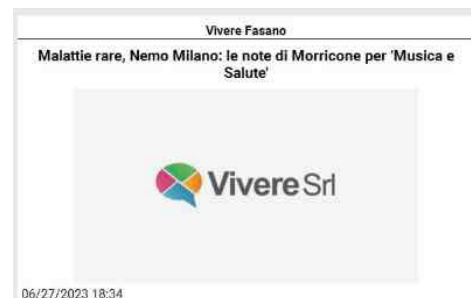 Vivere Fasano
Malattie rare, Nemo Milano: le note di Morricone per 'Musica e
Salute'
Vivere Srl
06/27/2023 18:34